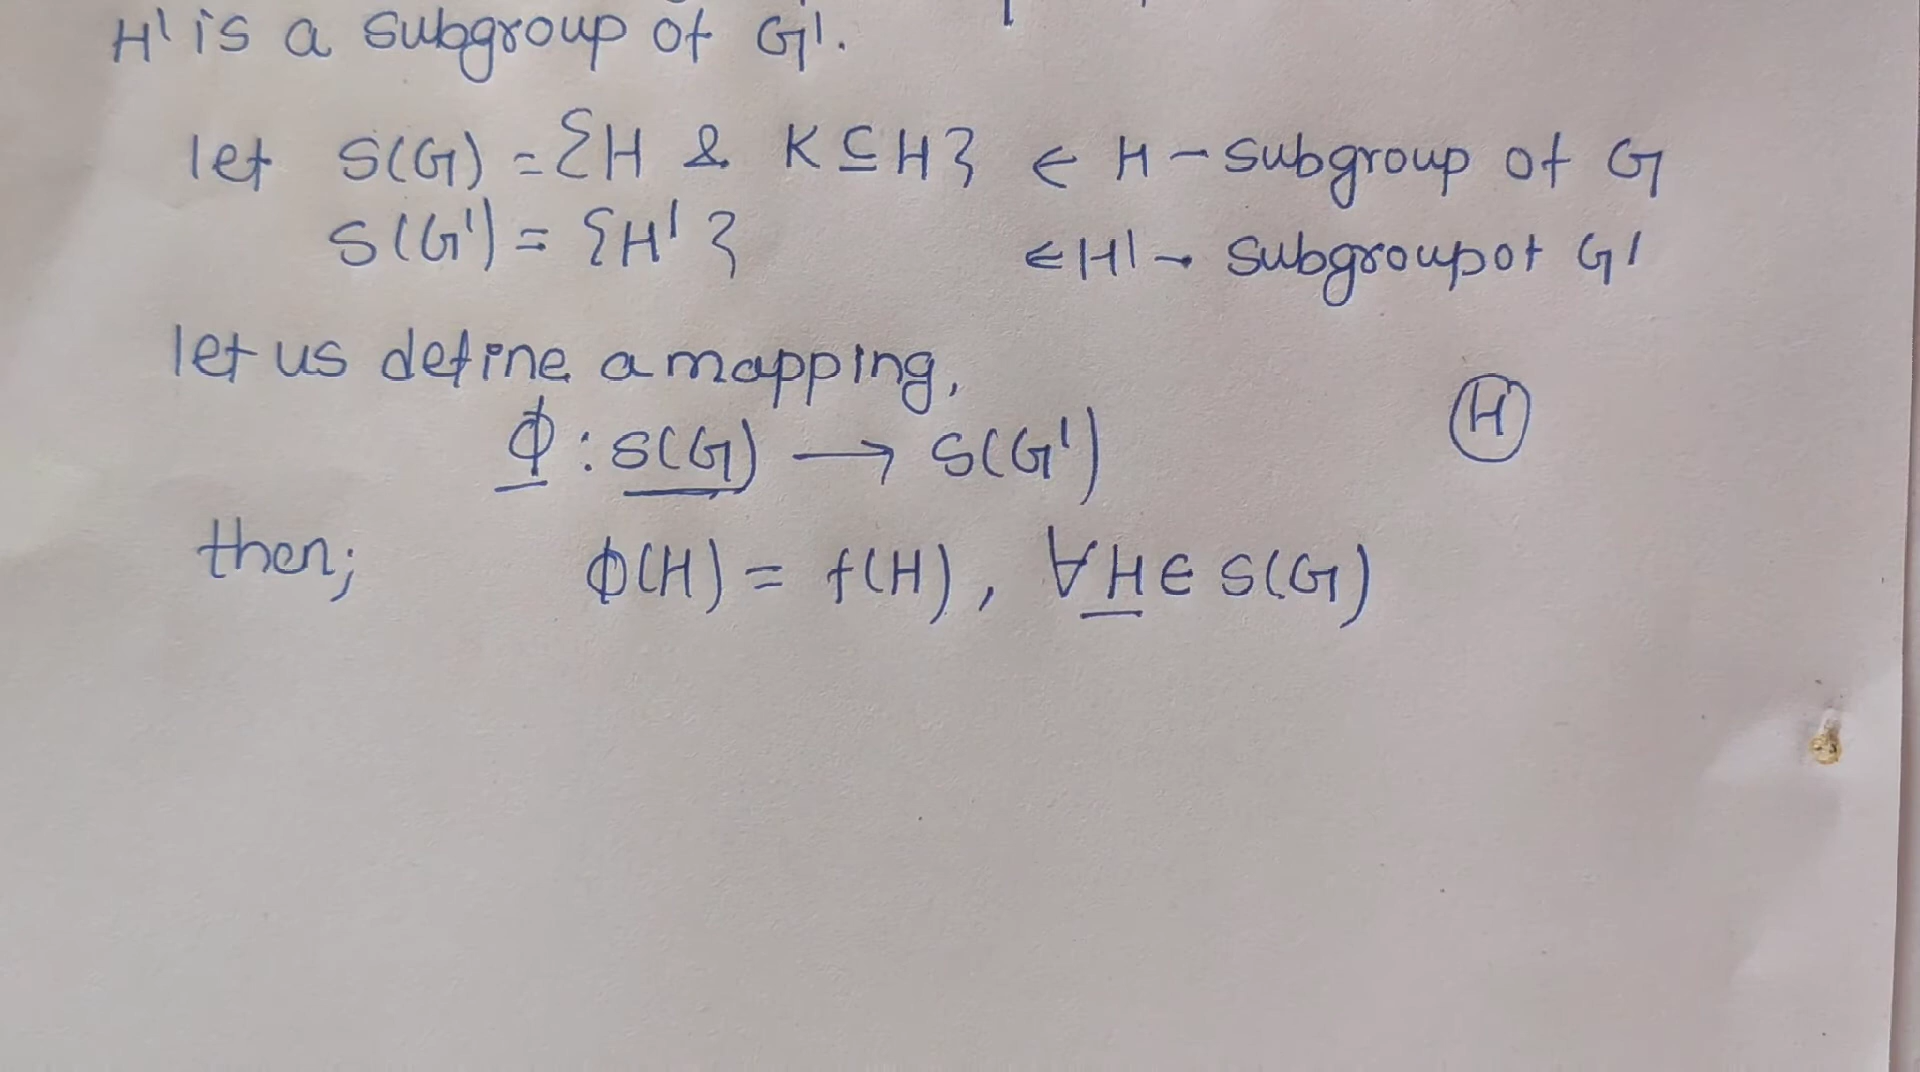 H' is a subgroup of G'.
let S(G) = {H & K ⊆ H} ∈ H - subgroup of G
S(G') = {H'} ∈ H' - subgroup of G'
let us define a mapping,
Φ : S(G) → S(G')
H
then; Φ(H) = f(H), ∀ H ∈ S(G)